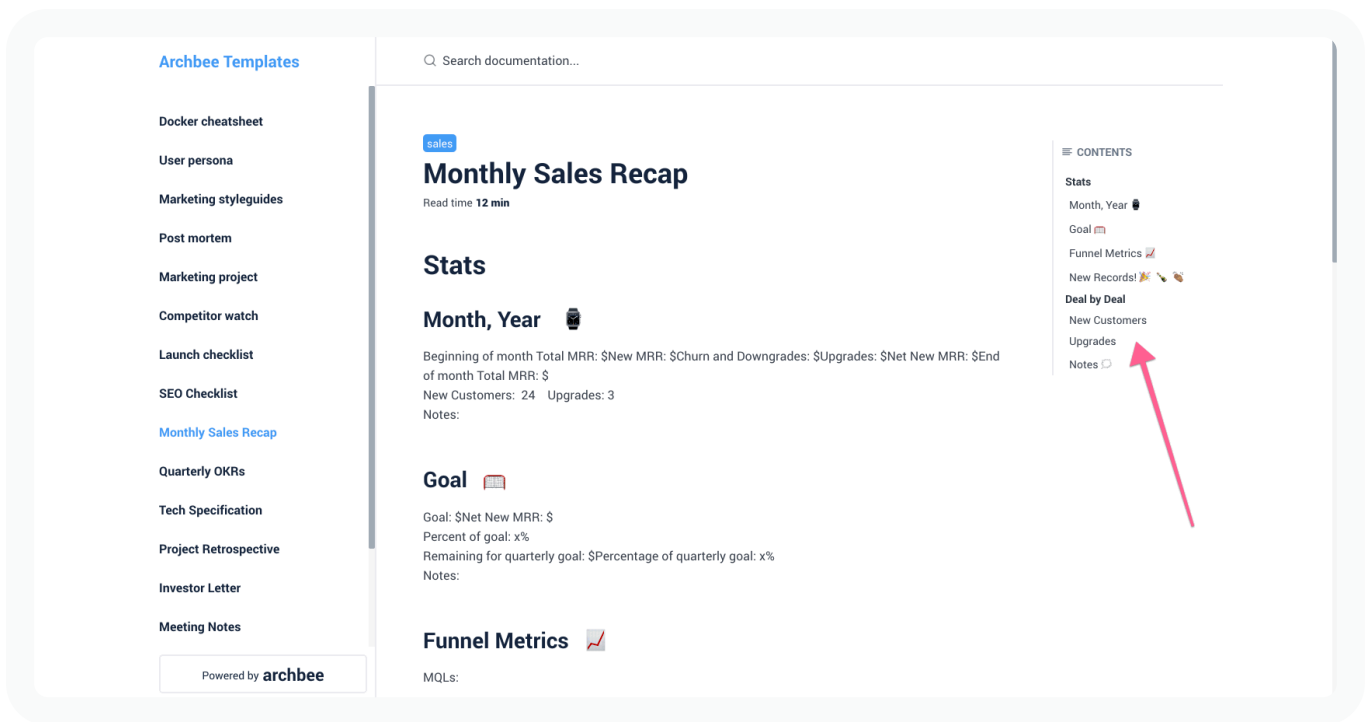 Archbee Templates
Docker cheatsheet
User persona
Marketing styleguides
Post mortem
Marketing project
Competitor watch
Launch checklist
SEO Checklist
Monthly Sales Recap
Quarterly OKRs
Tech Specification
Project Retrospective
Investor Letter
Meeting Notes
Powered by archbee
Search documentation...
sales
Monthly Sales Recap
Read time 12 min
Stats
Month, Year ⌚
Beginning of month Total MRR: $New MRR: $Churn and Downgrades: $Upgrades: $Net New MRR: $End
of month Total MRR: $
New Customers: 24 Upgrades: 3
Notes:
Goal 🥅
Goal: $Net New MRR: $
Percent of goal: x%
Remaining for quarterly goal: $Percentage of quarterly goal: x%
Notes:
Funnel Metrics 📈
MQLs:
CONTENTS
Stats
Month, Year ⌚
Goal 🥅
Funnel Metrics 📈
New Records! 🎉 🍾 👏🏾
Deal by Deal
New Customers
Upgrades
Notes 💭